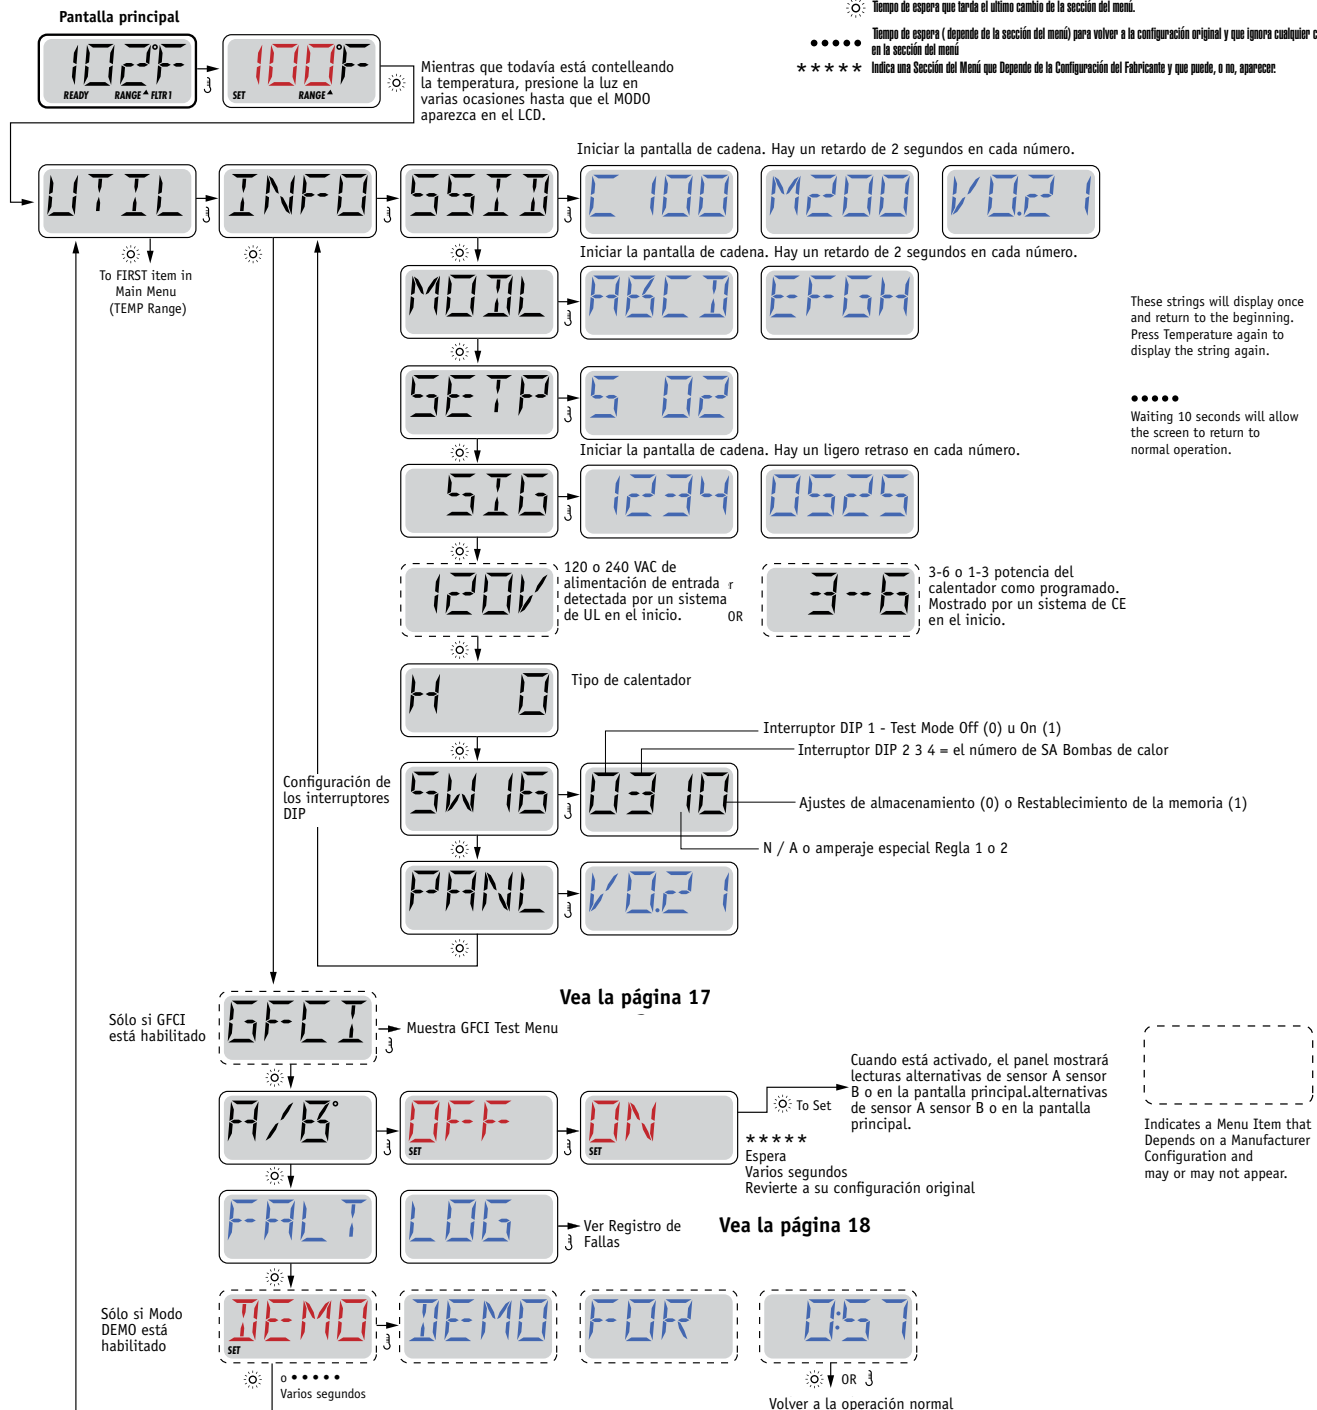 Tiempo de espera que tarda el ultimo cambio de la sección del menú.
Pantalla principal
Tiempo de espera ( depende de la sección del menú) para volver a la configuración original y que ignora cualquier c
en la sección del menú
***** Indica una Sección del Menú que Depende de la Configuración del Fabricante y que puede, o no, aparecer.
102°F
READY RANGE FLTR1
100°F
SET RANGE
Mientras que todavía está contelleando
la temperatura, presione la luz en
varias ocasiones hasta que el MODO
aparezca en el LCD.
Iniciar la pantalla de cadena. Hay un retardo de 2 segundos en cada número.
UTIL INFO SSID C 100 M200 V0.21
To FIRST item in
Main Menu
(TEMP Range)
Iniciar la pantalla de cadena. Hay un retardo de 2 segundos en cada número.
MODL ABCD EFGH
These strings will display once
and return to the beginning.
Press Temperature again to
display the string again.
SETP S 02
•••••
Waiting 10 seconds will allow
the screen to return to
normal operation.
Iniciar la pantalla de cadena. Hay un ligero retraso en cada número.
SIG 1234 0525
120V
120 o 240 VAC de
alimentación de entrada r
detectada por un sistema
de UL en el inicio. OR
3-6
3-6 o 1-3 potencia del
calentador como programado.
Mostrado por un sistema de CE
en el inicio.
H 0
Tipo de calentador
Interruptor DIP 1 - Test Mode Off (0) u On (1)
Interruptor DIP 2 3 4 = el número de SA Bombas de calor
Configuración de
los interruptores
DIP
SW 16 0310
Ajustes de almacenamiento (0) o Restablecimiento de la memoria (1)
N / A o amperaje especial Regla 1 o 2
PANL V0.21
Vea la página 17
Sólo si GFCI
está habilitado
GFCI
Muestra GFCI Test Menu
A/B° OFF ON
SET SET
To Set
Cuando está activado, el panel mostrará
lecturas alternativas de sensor A sensor
B o en la pantalla principal.alternativas
de sensor A sensor B o en la pantalla
principal.
*****
Espera
Varios segundos
Revierte a su configuración original
Indicates a Menu Item that
Depends on a Manufacturer
Configuration and
may or may not appear.
FALT LOG
Ver Registro de
Fallas
Vea la página 18
Sólo si Modo
DEMO está
habilitado
DEMO DEMO FOR 0:57
SET
o •••••
Varios segundos
OR
Volver a la operación normal